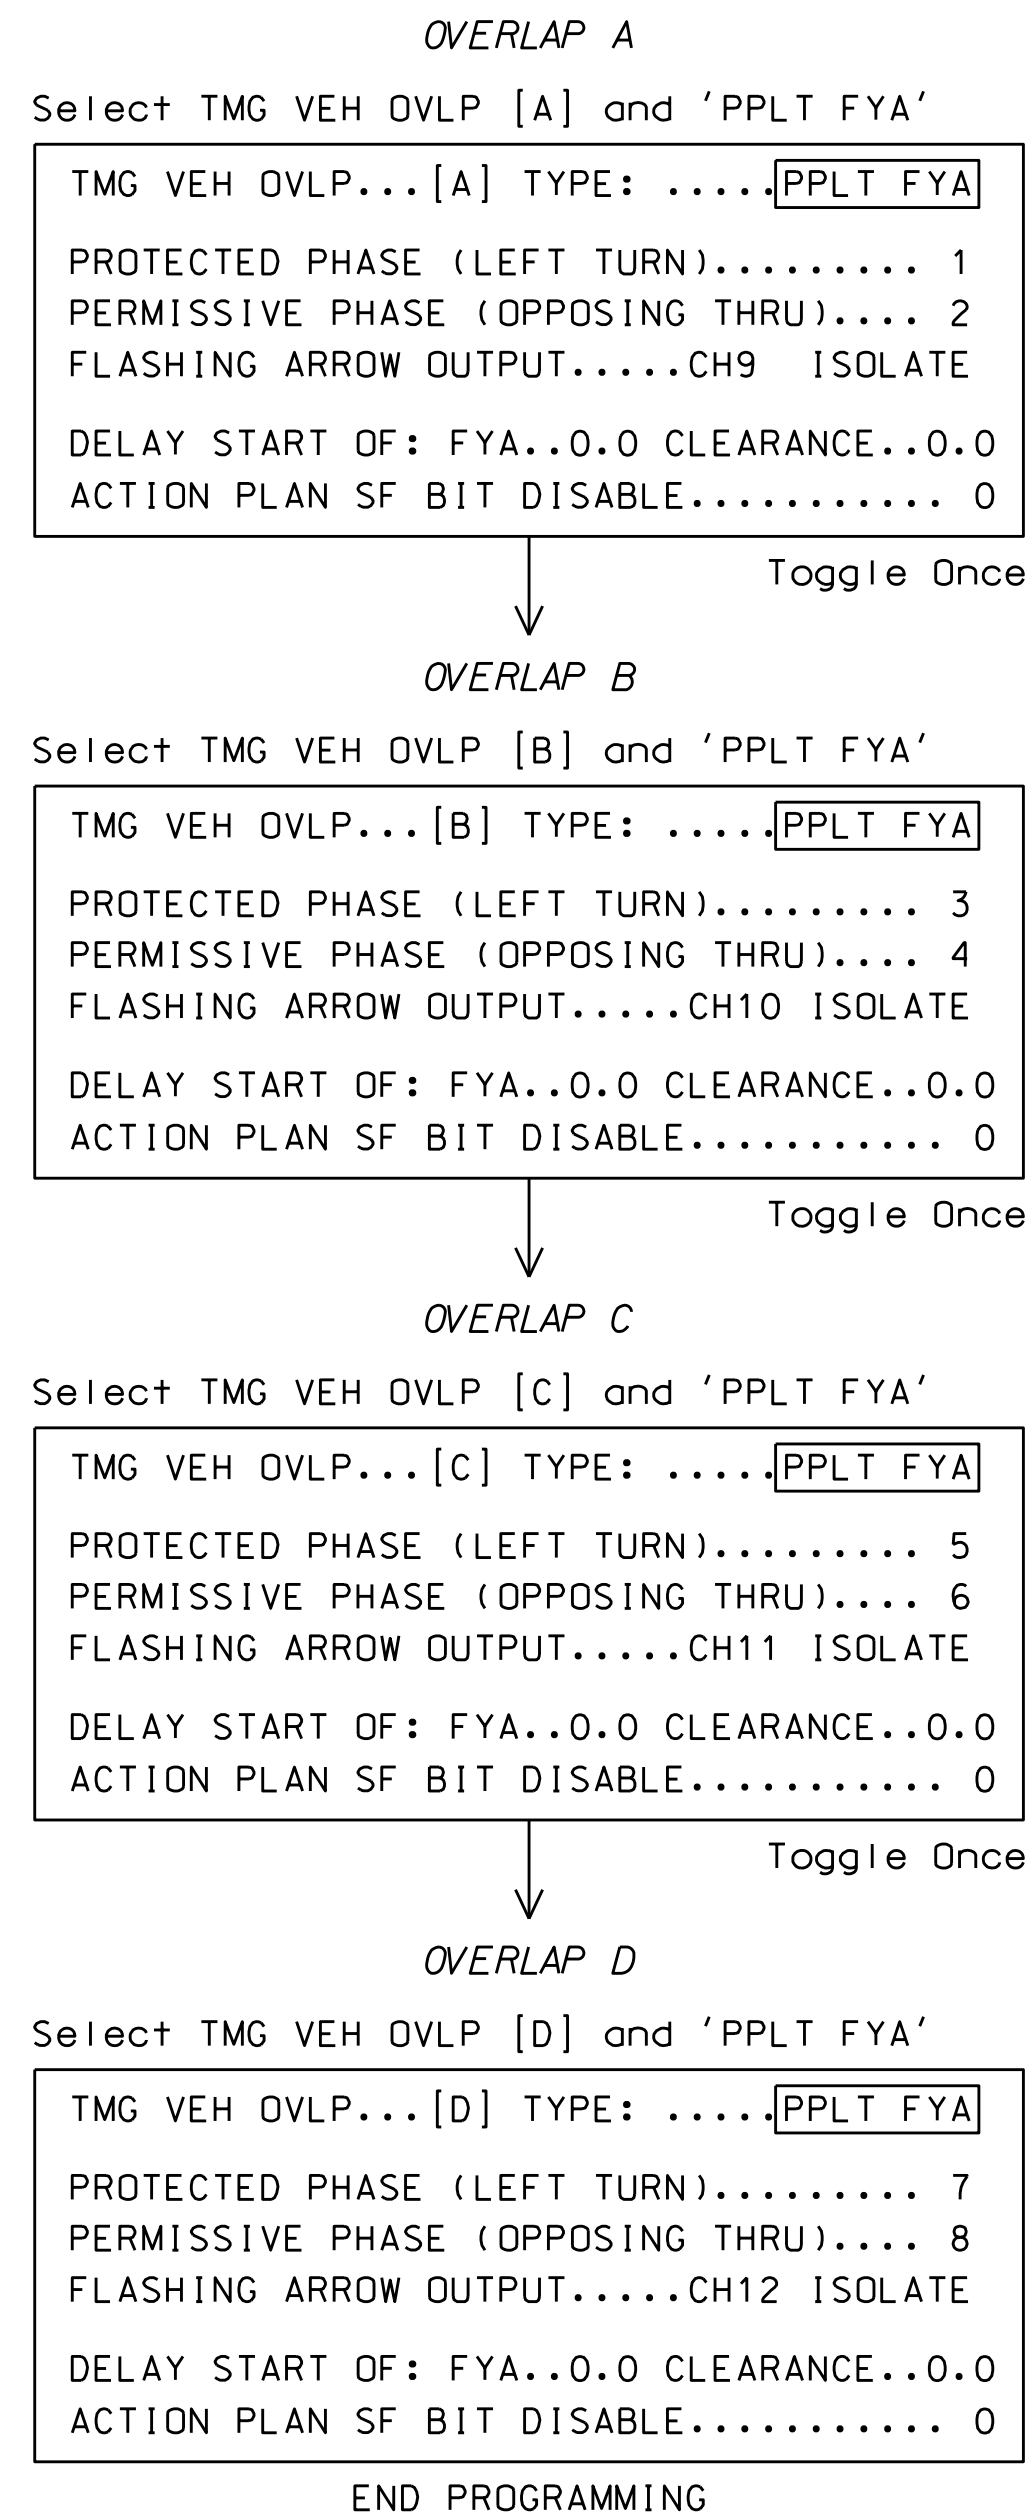 OVERLAP A
Select TMG VEH OVLP [A] and 'PPLT FYA'
TMG VEH OVLP...[A] TYPE: .....PPLT FYA
PROTECTED PHASE (LEFT TURN)......... 1
PERMISSIVE PHASE (OPPOSING THRU).... 2
FLASHING ARROW OUTPUT.....CH9 ISOLATE
DELAY START OF: FYA..0.0 CLEARANCE..0.0
ACTION PLAN SF BIT DISABLE........... 0
Toggle Once
OVERLAP B
Select TMG VEH OVLP [B] and 'PPLT FYA'
TMG VEH OVLP...[B] TYPE: .....PPLT FYA
PROTECTED PHASE (LEFT TURN)......... 3
PERMISSIVE PHASE (OPPOSING THRU).... 4
FLASHING ARROW OUTPUT.....CH10 ISOLATE
DELAY START OF: FYA..0.0 CLEARANCE..0.0
ACTION PLAN SF BIT DISABLE........... 0
Toggle Once
OVERLAP C
Select TMG VEH OVLP [C] and 'PPLT FYA'
TMG VEH OVLP...[C] TYPE: .....PPLT FYA
PROTECTED PHASE (LEFT TURN)......... 5
PERMISSIVE PHASE (OPPOSING THRU).... 6
FLASHING ARROW OUTPUT.....CH11 ISOLATE
DELAY START OF: FYA..0.0 CLEARANCE..0.0
ACTION PLAN SF BIT DISABLE........... 0
Toggle Once
OVERLAP D
Select TMG VEH OVLP [D] and 'PPLT FYA'
TMG VEH OVLP...[D] TYPE: .....PPLT FYA
PROTECTED PHASE (LEFT TURN)......... 7
PERMISSIVE PHASE (OPPOSING THRU).... 8
FLASHING ARROW OUTPUT.....CH12 ISOLATE
DELAY START OF: FYA..0.0 CLEARANCE..0.0
ACTION PLAN SF BIT DISABLE........... 0
END PROGRAMMING